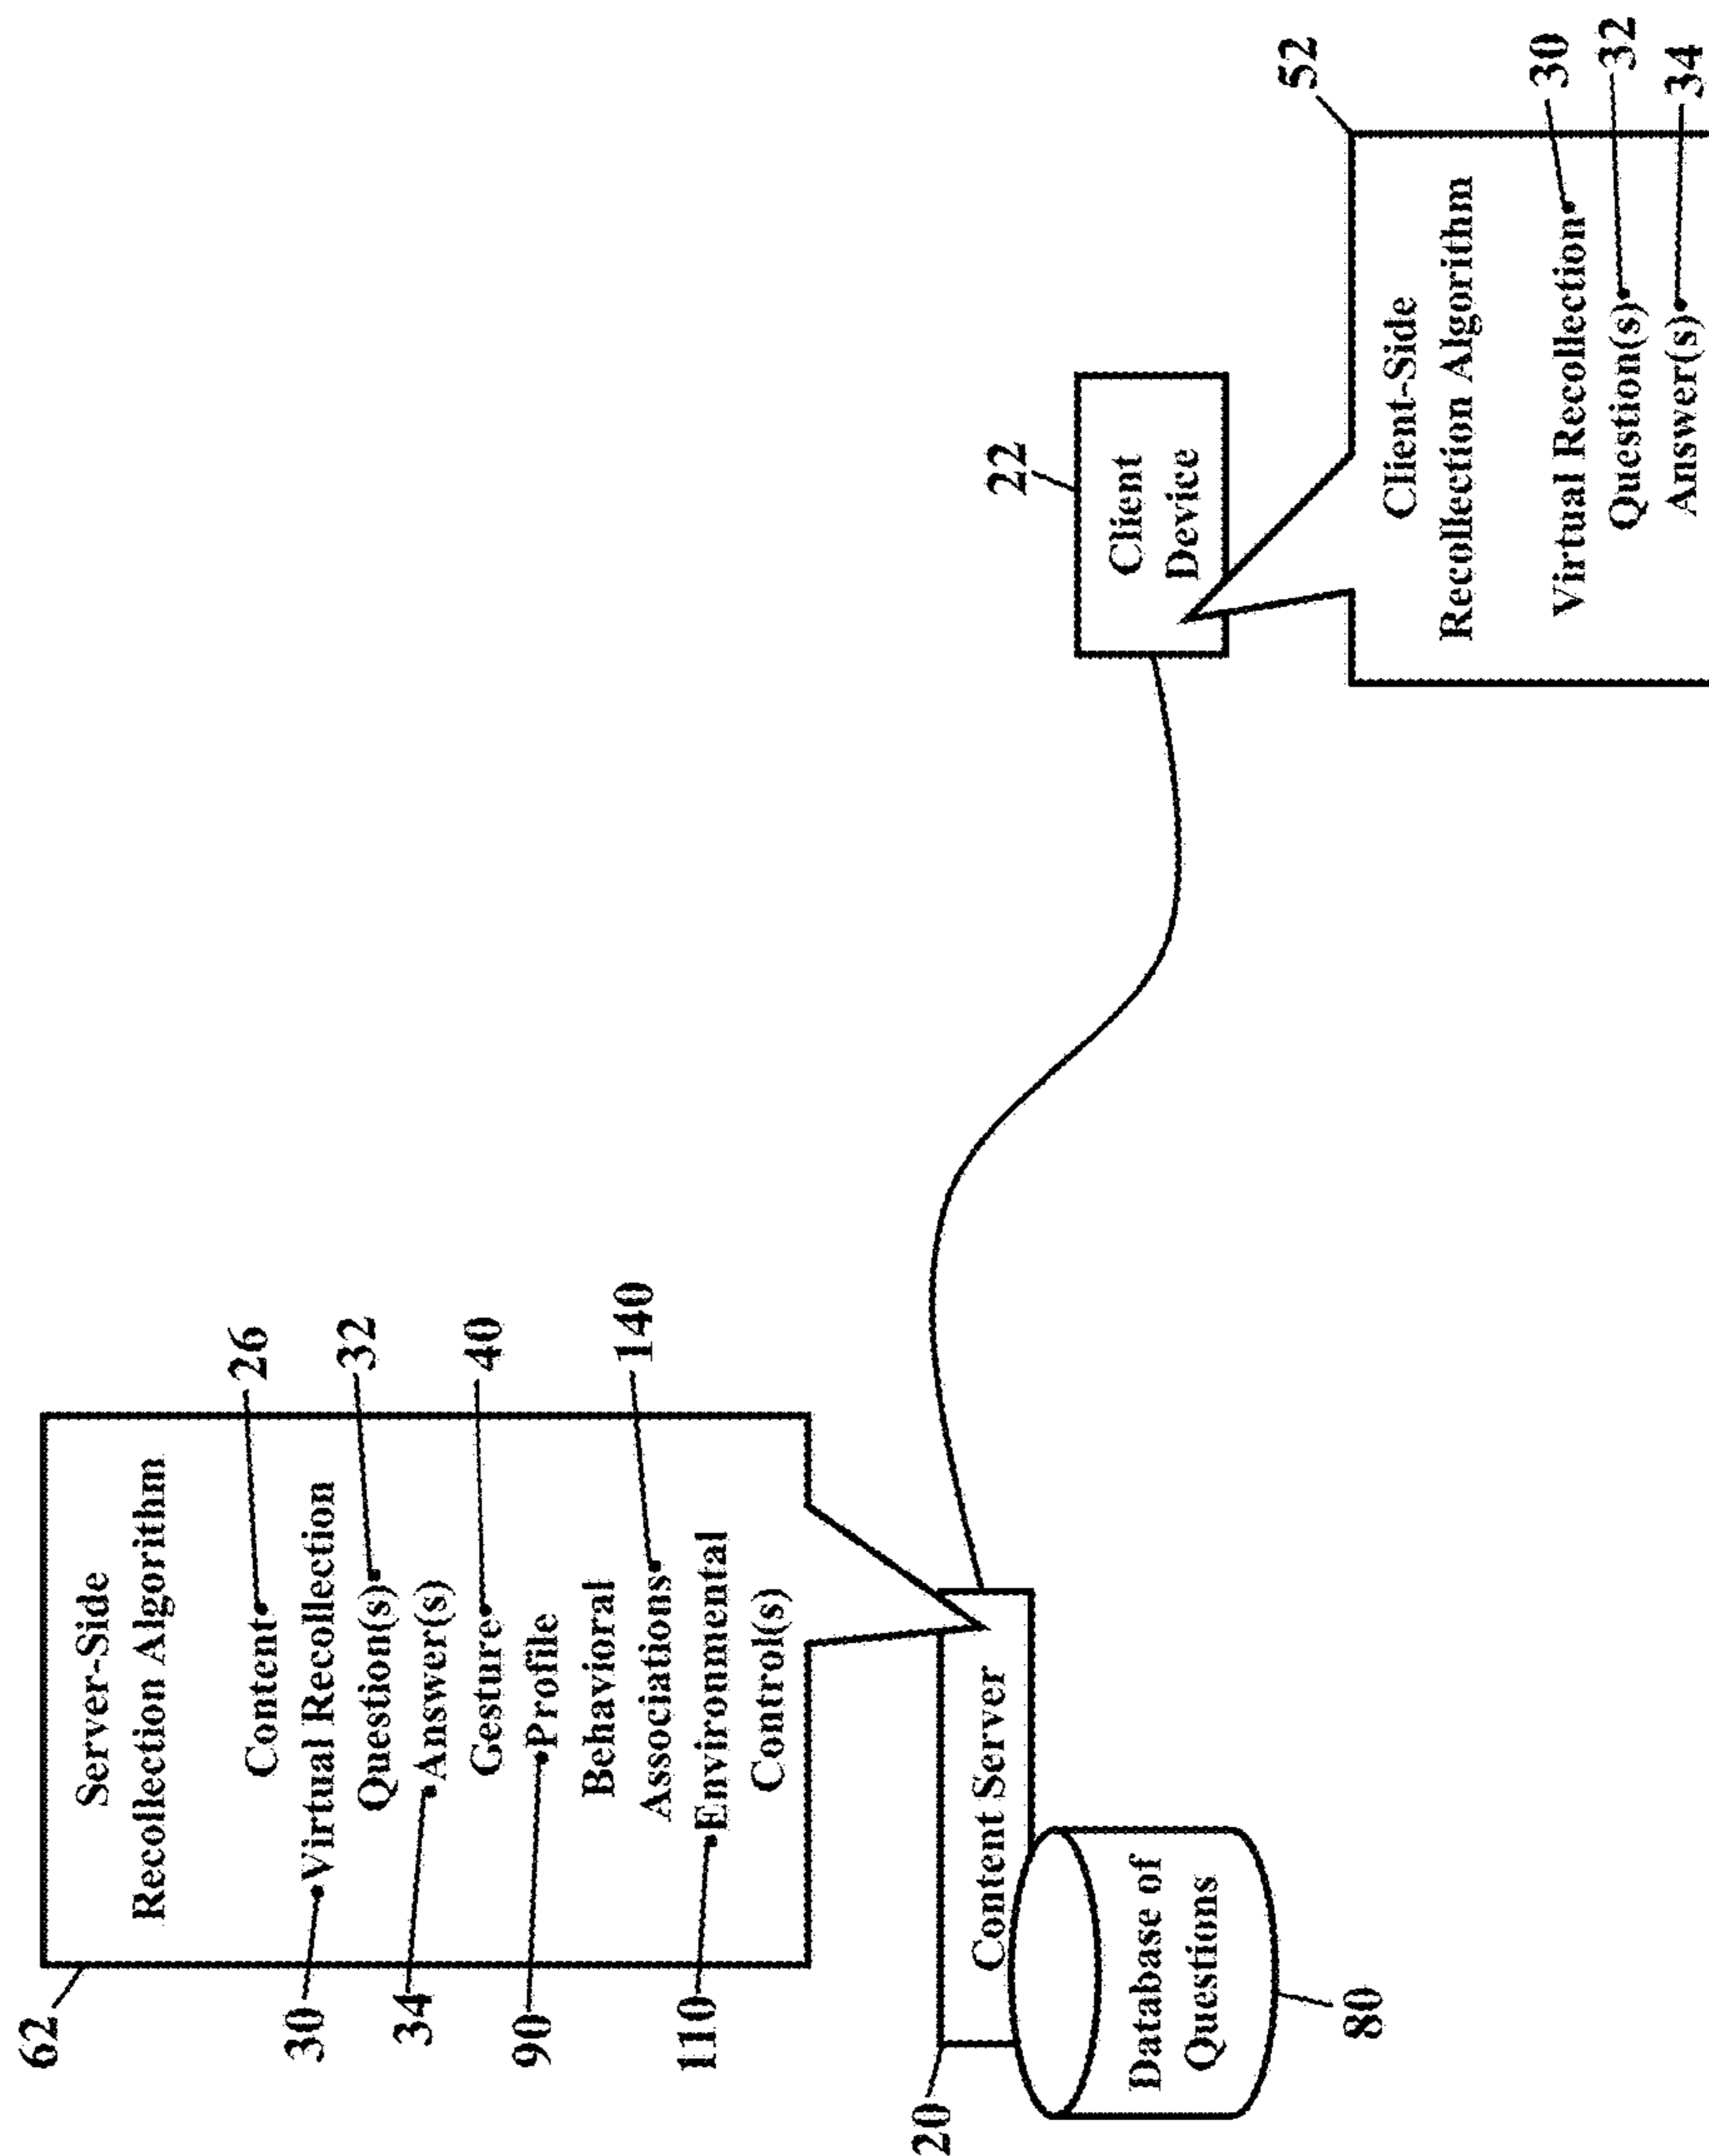 62
Server-Side
Recollection Algorithm
Content 26
30 Virtual Recollection
Question(s) 32
34 Answer(s)
Gesture 40
90 Profile
Behavioral
Associations 140
110 Environmental
Control(s)
20
Content Server
Database of
Questions
80
22
Client
Device
52
Client-Side
Recollection Algorithm
Virtual Recollection 30
Question(s) 32
Answer(s) 34